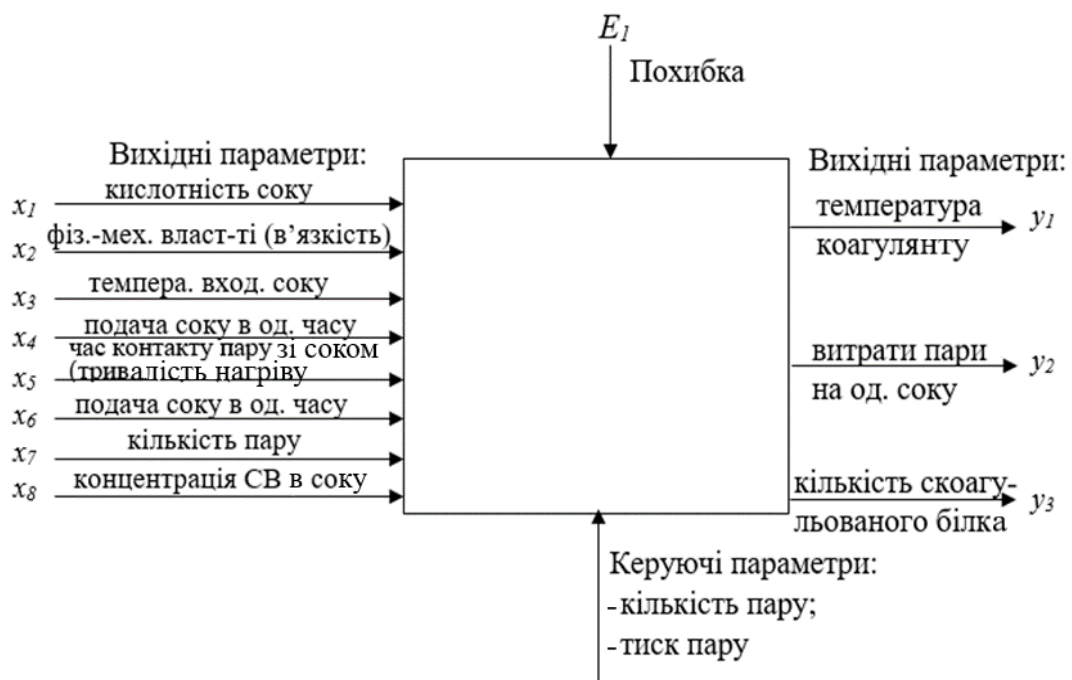 E1
Похибка
Вихідні параметри:
x1 кислотність соку
x2 фіз.-мех. власт-ті (в’язкість)
x3 темпера. вход. соку
x4 подача соку в од. часу
час контакту пару зі соком
x5 (тривалість нагріву
x6 подача соку в од. часу
x7 кількість пару
x8 концентрація СВ в соку
Вихідні параметри:
температура
y1
коагулянту
витрати пари
y2
на од. соку
кількість скоагу-
y3
льованого білка
Керуючі параметри:
-кількість пару;
-тиск пару